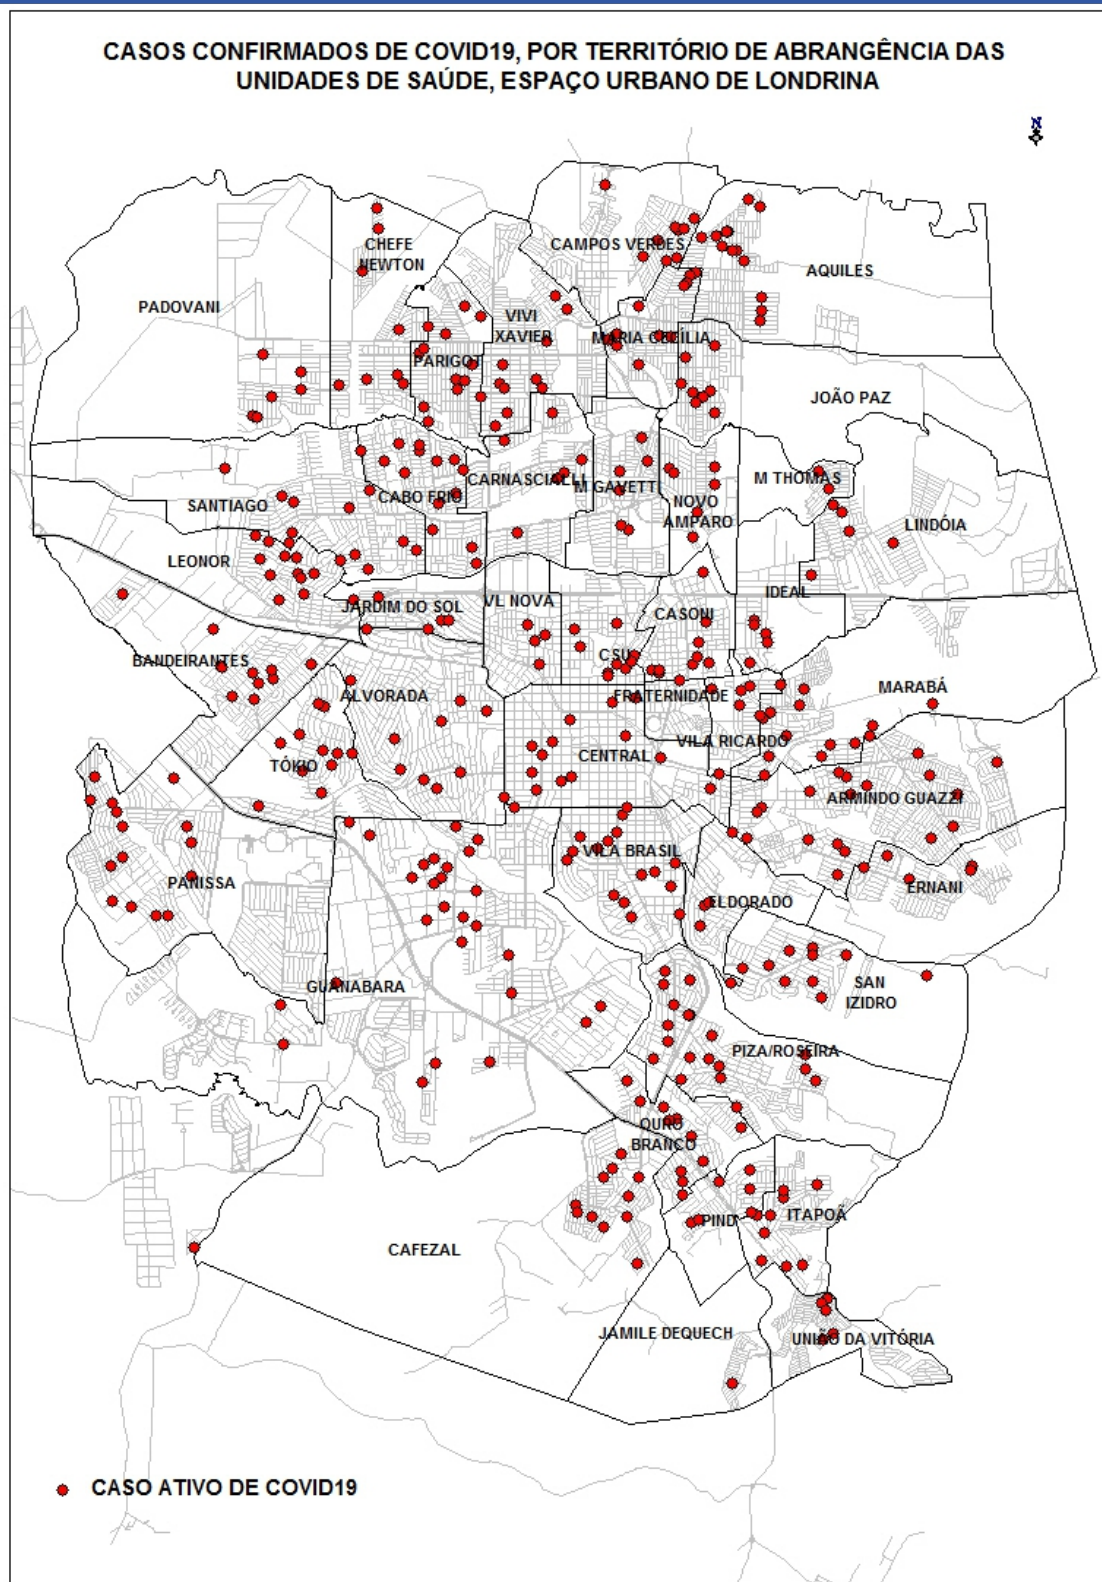 CASOS CONFIRMADOS DE COVID19, POR TERRITÓRIO DE ABRANGÊNCIA DAS
UNIDADES DE SAÚDE, ESPAÇO URBANO DE LONDRINA
N
CHEFE
NEWTON
CAMPOS VERDES
AQUILES
PADOVANI
VIVI
XAVIER
MARIA CECÍLIA
PARIGOT
JOÃO PAZ
CARNASCIALLI
M GAVETTI
M THOMAS
SANTIAGO
CABO FRIO
NOVO
AMPARO
LINDÓIA
LEONOR
IDEAL
JARDIM DO SOL
VL NOVA
CASONI
BANDEIRANTES
CSU
ALVORADA
FRATERNIDADE
MARABÁ
VILA RICARDO
CENTRAL
TÓKIO
ARMINDO GUAZZI
VILA BRASIL
PANISSA
ERNANI
ELDORADO
GUANABARA
SAN
IZIDRO
PIZA/ROSEIRA
OURO
BRANCO
PIND
ITAPOÃ
CAFEZAL
JAMILE DEQUECH
UNIÃO DA VITÓRIA
CASO ATIVO DE COVID19